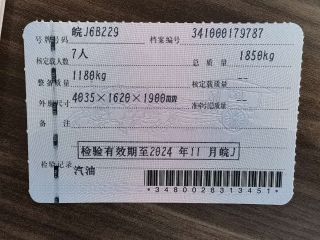 号牌号码 皖J6B229 档案编号 341000179787
核定载人数 7人 总质量 1850kg
整备质量 1180kg 核定载质量 --
外廓尺寸 4035×1620×1900mm 准牵引总质量 --
备注
检验有效期至2024 年11 月皖J
检验记录 汽油
*3480028313451*